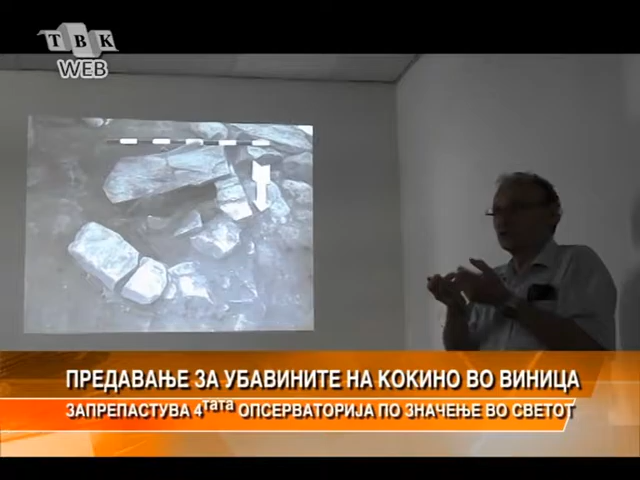 ТВК
WEB
ПРЕДАВАЊЕ ЗА УБАВИНИТЕ НА КОКИНО ВО ВИНИЦА
ЗАПРЕПАСТУВА 4тата ОПСЕРВАТОРИЈА ПО ЗНАЧЕЊЕ ВО СВЕТОТ